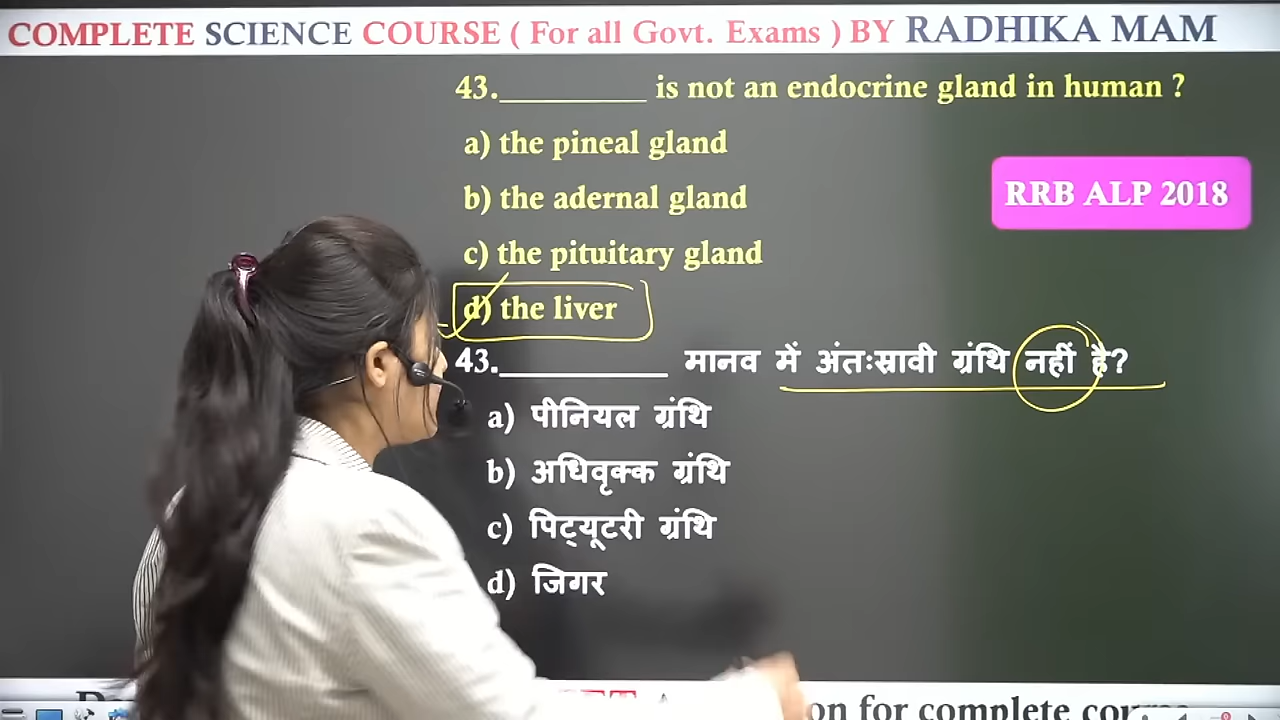 COMPLETE SCIENCE COURSE ( For all Govt. Exams ) BY RADHIKA MAM
43.__________ is not an endocrine gland in human ?
a) the pineal gland
b) the adernal gland
RRB ALP 2018
c) the pituitary gland
d) the liver
43.___________ मानव में अंतःस्रावी ग्रंथि नहीं है?
a) पीनियल ग्रंथि
b) अधिवृक्क ग्रंथि
c) पिट्यूटरी ग्रंथि
d) जिगर
for complete